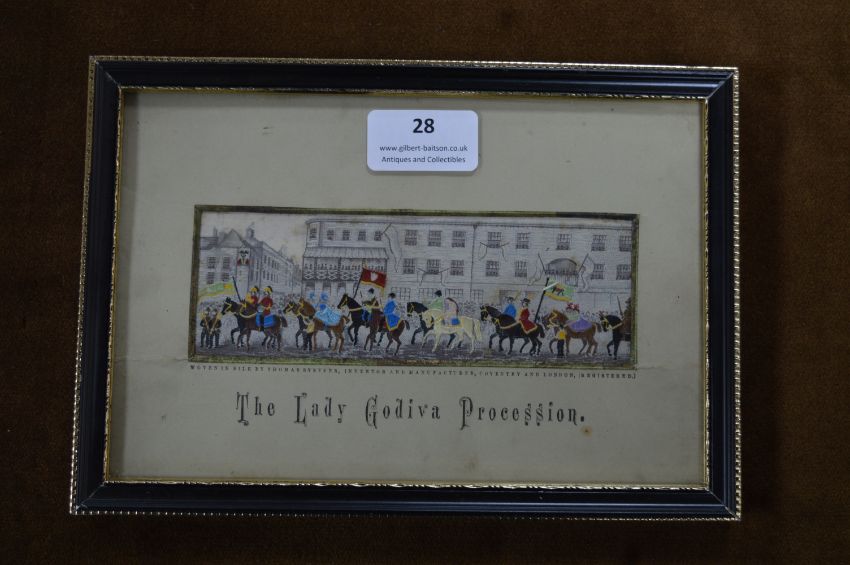 28
www.gilbert-baitson.co.uk
Antiques and Collectibles
WOVEN IN SILK BY THOMAS STEVENS, INVENTOR AND MANUFACTURER, COVENTRY AND LONDON, (REGISTERED.)
The Lady Godiva Procession.